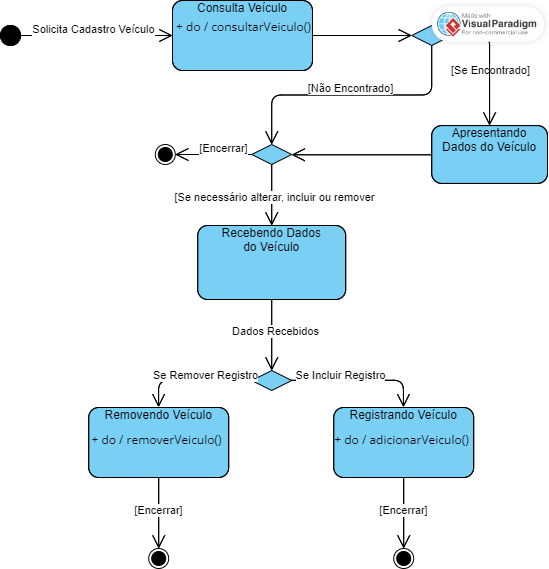 Consulta Veículo
Solicita Cadastro Veículo
+ do / consultarVeiculo()
Made with
Visual Paradigm
For non-commercial use
[Se Encontrado]
[Não Encontrado]
Apresentando
Dados do Veículo
[Encerrar]
[Se necessário alterar, incluir ou remover
Recebendo Dados
do Veículo
Dados Recebidos
Se Remover Registro
Se Incluir Registro
Removendo Veículo
+ do / removerVeiculo()
Registrando Veículo
+ do / adicionarVeiculo()
[Encerrar]
[Encerrar]